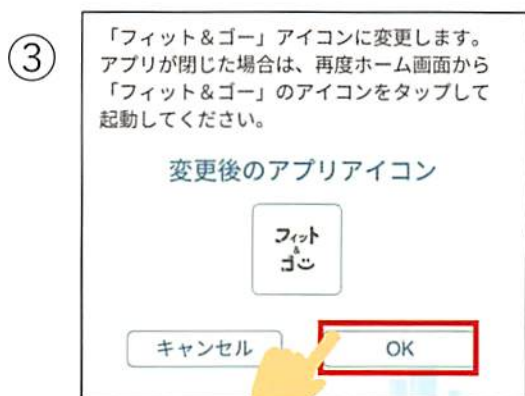 ③
「フィット＆ゴー」アイコンに変更します。
アプリが閉じた場合は、再度ホーム画面から
「フィット＆ゴー」のアイコンをタップして
起動してください。
変更後のアプリアイコン
フィット
&
ゴー
キャンセル
OK